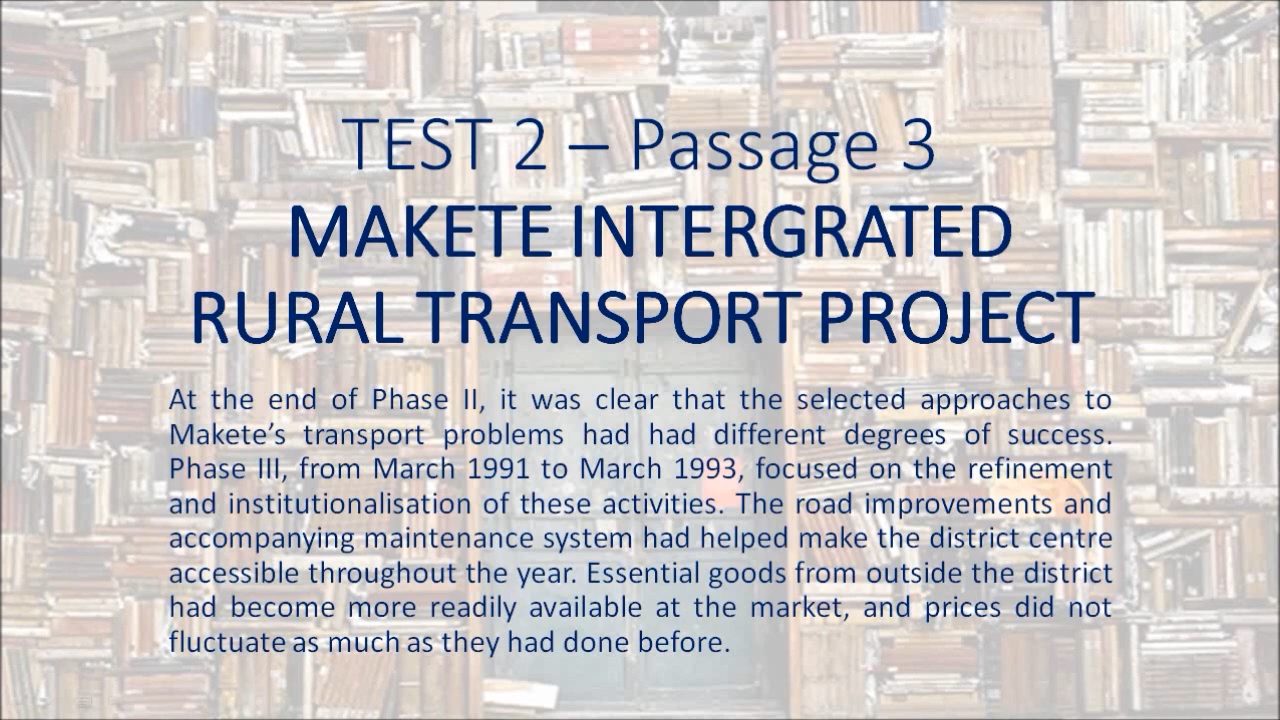 TEST 2 – Passage 3
MAKETE INTERGRATED
RURAL TRANSPORT PROJECT
At the end of Phase II, it was clear that the selected approaches to
Makete’s transport problems had had different degrees of success.
Phase III, from March 1991 to March 1993, focused on the refinement
and institutionalisation of these activities. The road improvements and
accompanying maintenance system had helped make the district centre
accessible throughout the year. Essential goods from outside the district
had become more readily available at the market, and prices did not
fluctuate as much as they had done before.